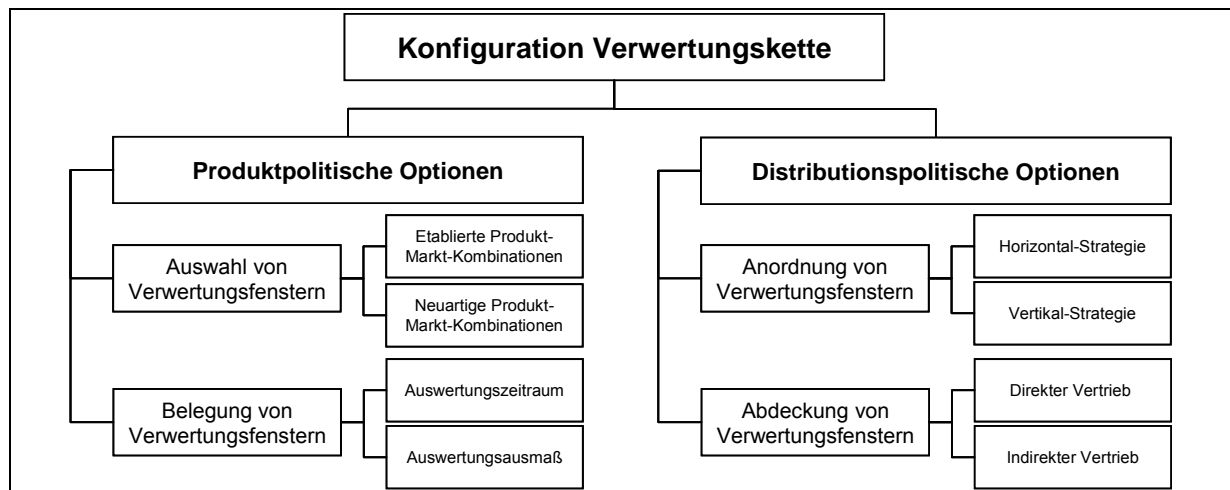 Konfiguration Verwertungskette
Produktpolitische Optionen
Auswahl von
Verwertungsfenstern
Etablierte Produkt-
Markt-Kombinationen
Neuartige Produkt-
Markt-Kombinationen
Belegung von
Verwertungsfenstern
Auswertungszeitraum
Auswertungsausmaß
Distributionspolitische Optionen
Anordnung von
Verwertungsfenstern
Horizontal-Strategie
Vertikal-Strategie
Abdeckung von
Verwertungsfenstern
Direkter Vertrieb
Indirekter Vertrieb